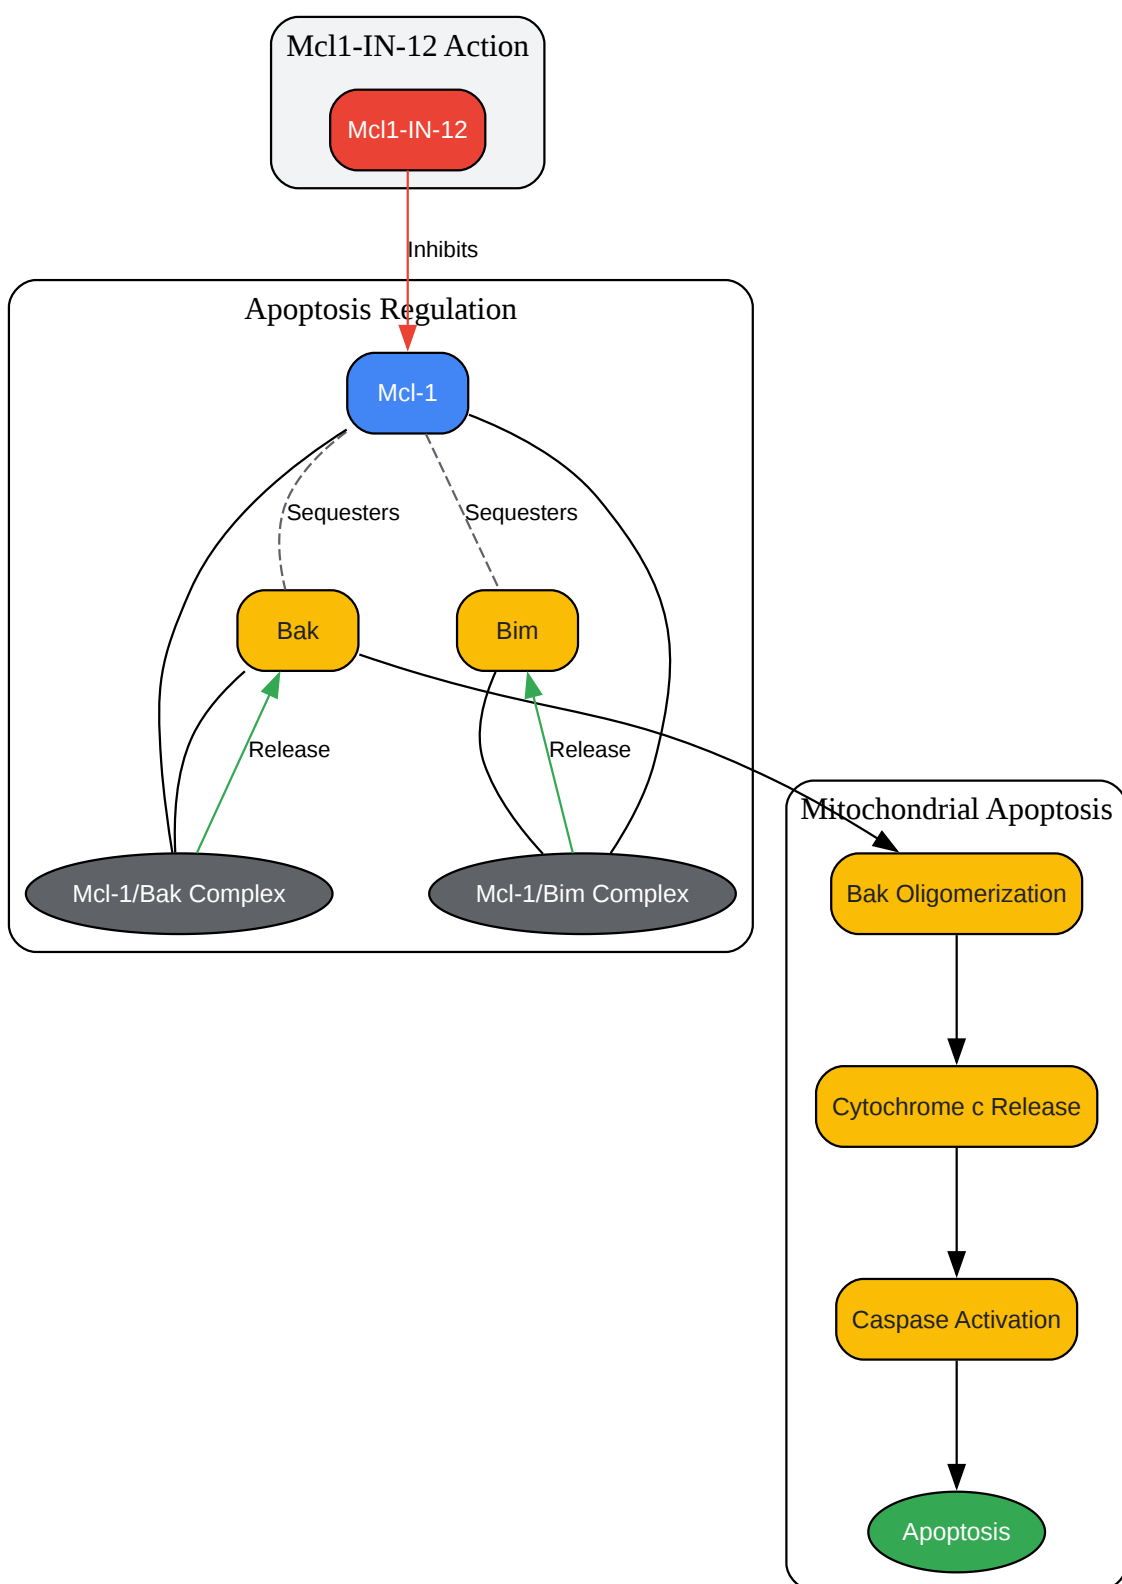 Mcl1-IN-12 Action
Mcl1-IN-12
Inhibits
Apoptosis Regulation
Mcl-1
Sequesters
Sequesters
Bak
Bim
Release
Release
Mcl-1/Bak Complex
Mcl-1/Bim Complex
Mitochondrial Apoptosis
Bak Oligomerization
Cytochrome c Release
Caspase Activation
Apoptosis